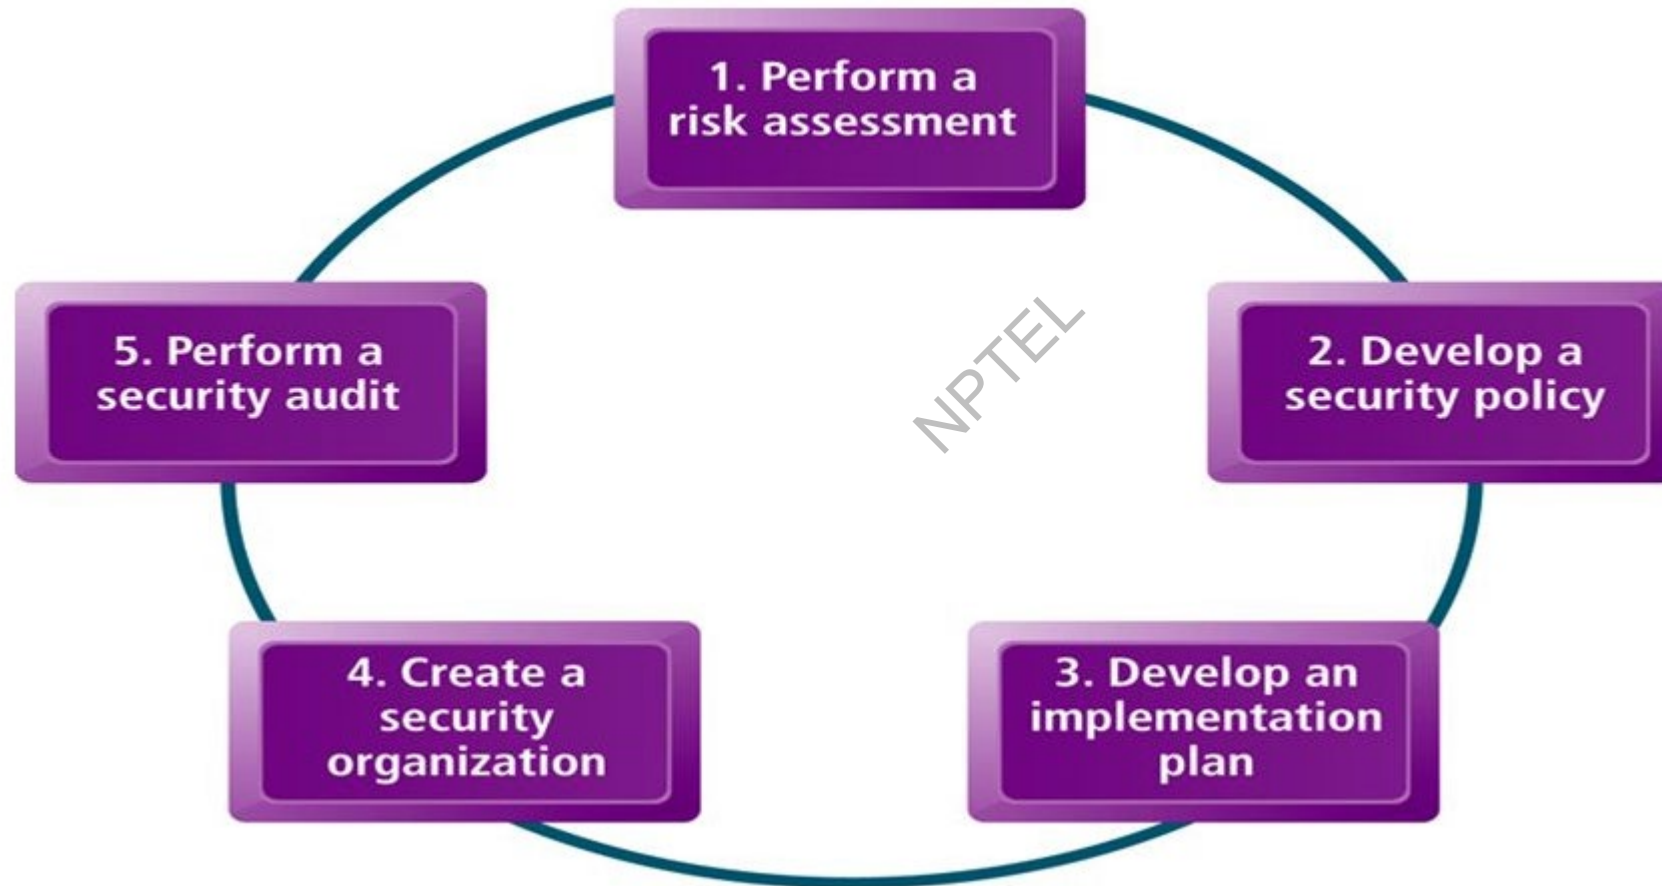 1. Perform a
risk assessment
2. Develop a
security policy
3. Develop an
implementation
plan
4. Create a
security
organization
5. Perform a
security audit
NPTEL